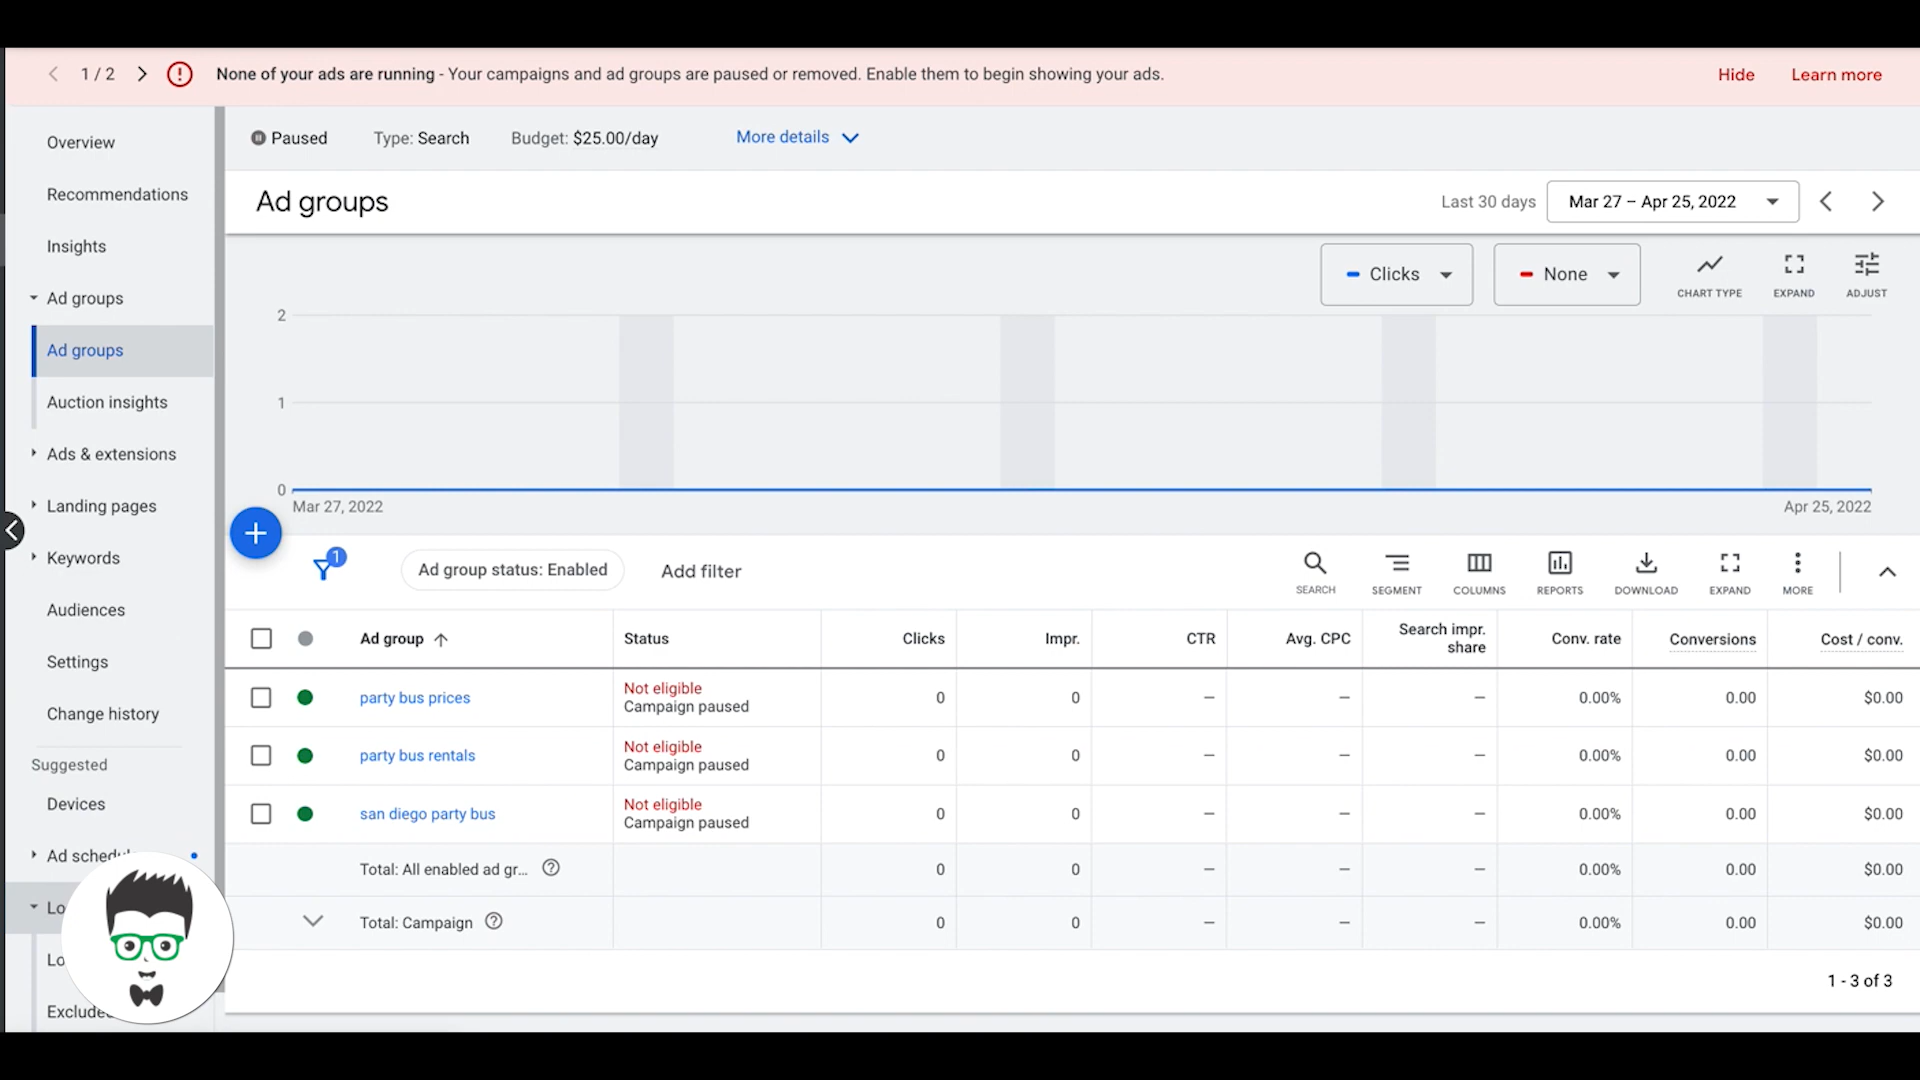 1 / 2
None of your ads are running - Your campaigns and ad groups are paused or removed. Enable them to begin showing your ads.
Hide
Learn more
Overview
Recommendations
Insights
Ad groups
Ad groups
Auction insights
Ads & extensions
Landing pages
Keywords
Audiences
Settings
Change history
Suggested
Devices
Ad schedu
Lo
Lo
Exclude
Paused
Type: Search
Budget: $25.00/day
More details
Ad groups
Last 30 days
Mar 27 – Apr 25, 2022
Clicks
None
CHART TYPE
EXPAND
ADJUST
2
1
0
Mar 27, 2022
Apr 25, 2022
1
Ad group status: Enabled
Add filter
SEARCH
SEGMENT
COLUMNS
REPORTS
DOWNLOAD
EXPAND
MORE
Ad group Status Clicks Impr. CTR Avg. CPC Search impr. share Conv. rate Conversions Cost / conv.
party bus prices Not eligible Campaign paused 0 0 – – – 0.00% 0.00 $0.00
party bus rentals Not eligible Campaign paused 0 0 – – – 0.00% 0.00 $0.00
san diego party bus Not eligible Campaign paused 0 0 – – – 0.00% 0.00 $0.00
Total: All enabled ad gr... 0 0 – – – 0.00% 0.00 $0.00
Total: Campaign 0 0 – – – 0.00% 0.00 $0.00
1 - 3 of 3